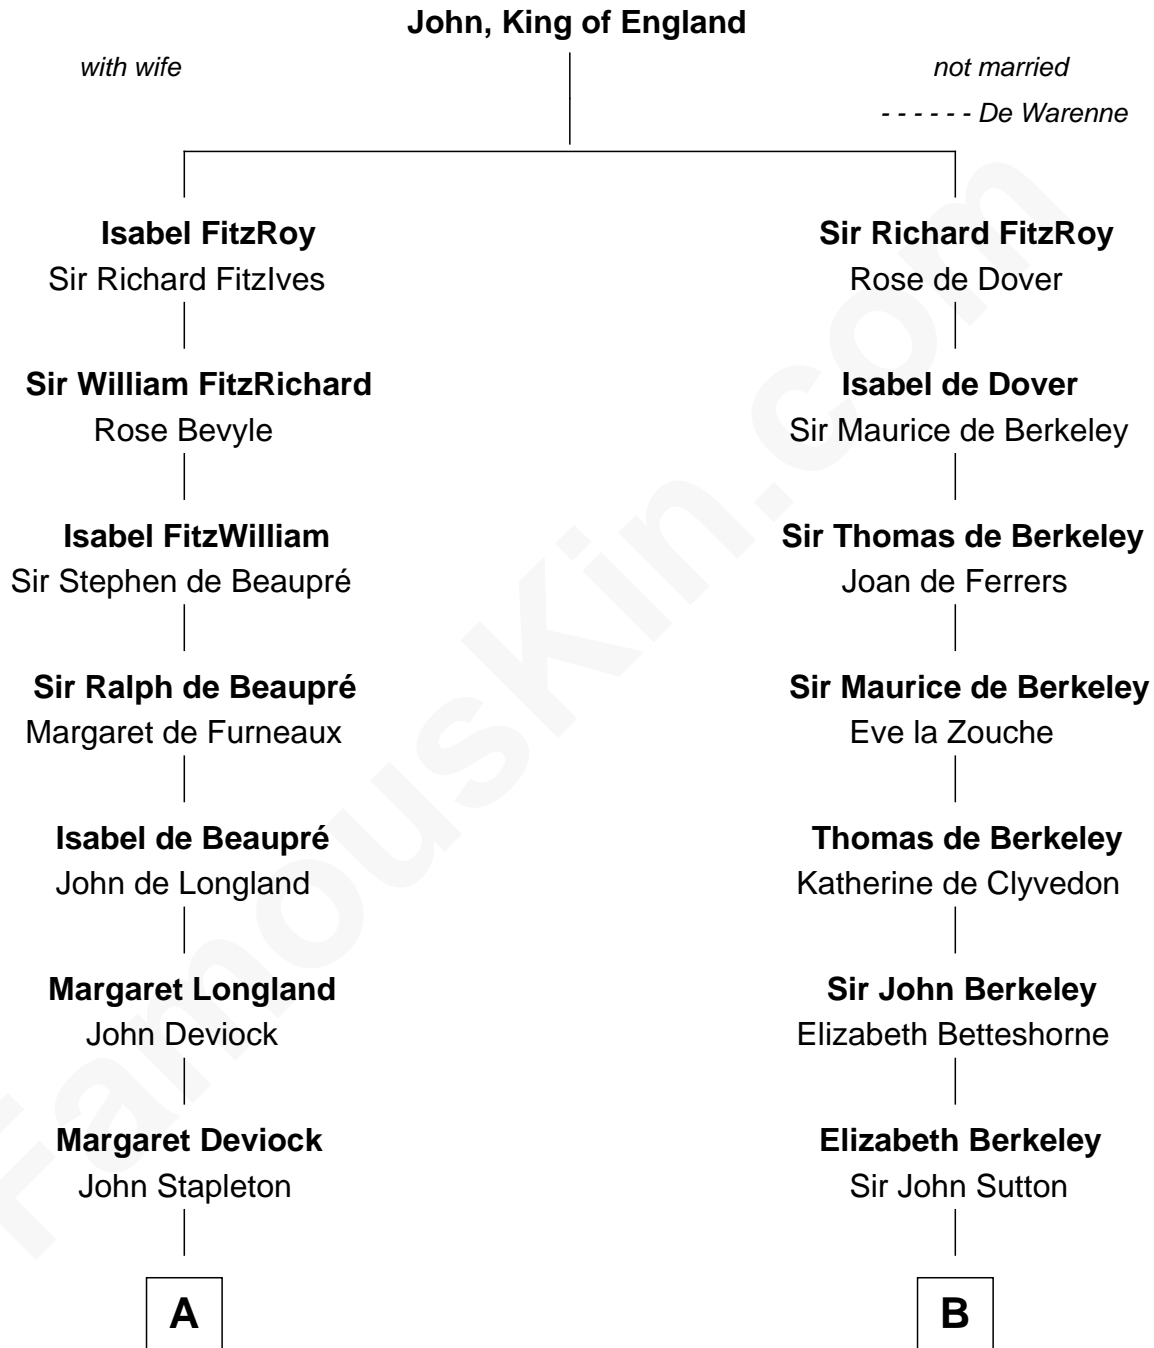 John, King of England
with wife
not married
- - - - - - De Warenne
Isabel FitzRoy
Sir Richard FitzIves
Sir William FitzRichard
Rose Bevyle
Isabel FitzWilliam
Sir Stephen de Beaupré
Sir Ralph de Beaupré
Margaret de Furneaux
Isabel de Beaupré
John de Longland
Margaret Longland
John Deviock
Margaret Deviock
John Stapleton
A
Sir Richard FitzRoy
Rose de Dover
Isabel de Dover
Sir Maurice de Berkeley
Sir Thomas de Berkeley
Joan de Ferrers
Sir Maurice de Berkeley
Eve la Zouche
Thomas de Berkeley
Katherine de Clyvedon
Sir John Berkeley
Elizabeth Betteshorne
Elizabeth Berkeley
Sir John Sutton
B
FamousKin.com